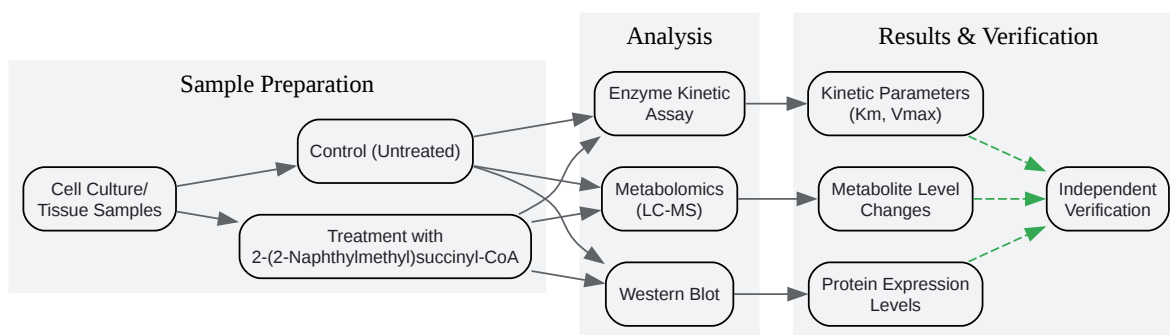 Sample Preparation
Cell Culture/
Tissue Samples
Control (Untreated)
Treatment with
2-(2-Naphthylmethyl)succinyl-CoA
Analysis
Enzyme Kinetic
Assay
Metabolomics
(LC-MS)
Western Blot
Results & Verification
Kinetic Parameters
(Km, Vmax)
Metabolite Level
Changes
Protein Expression
Levels
Independent
Verification